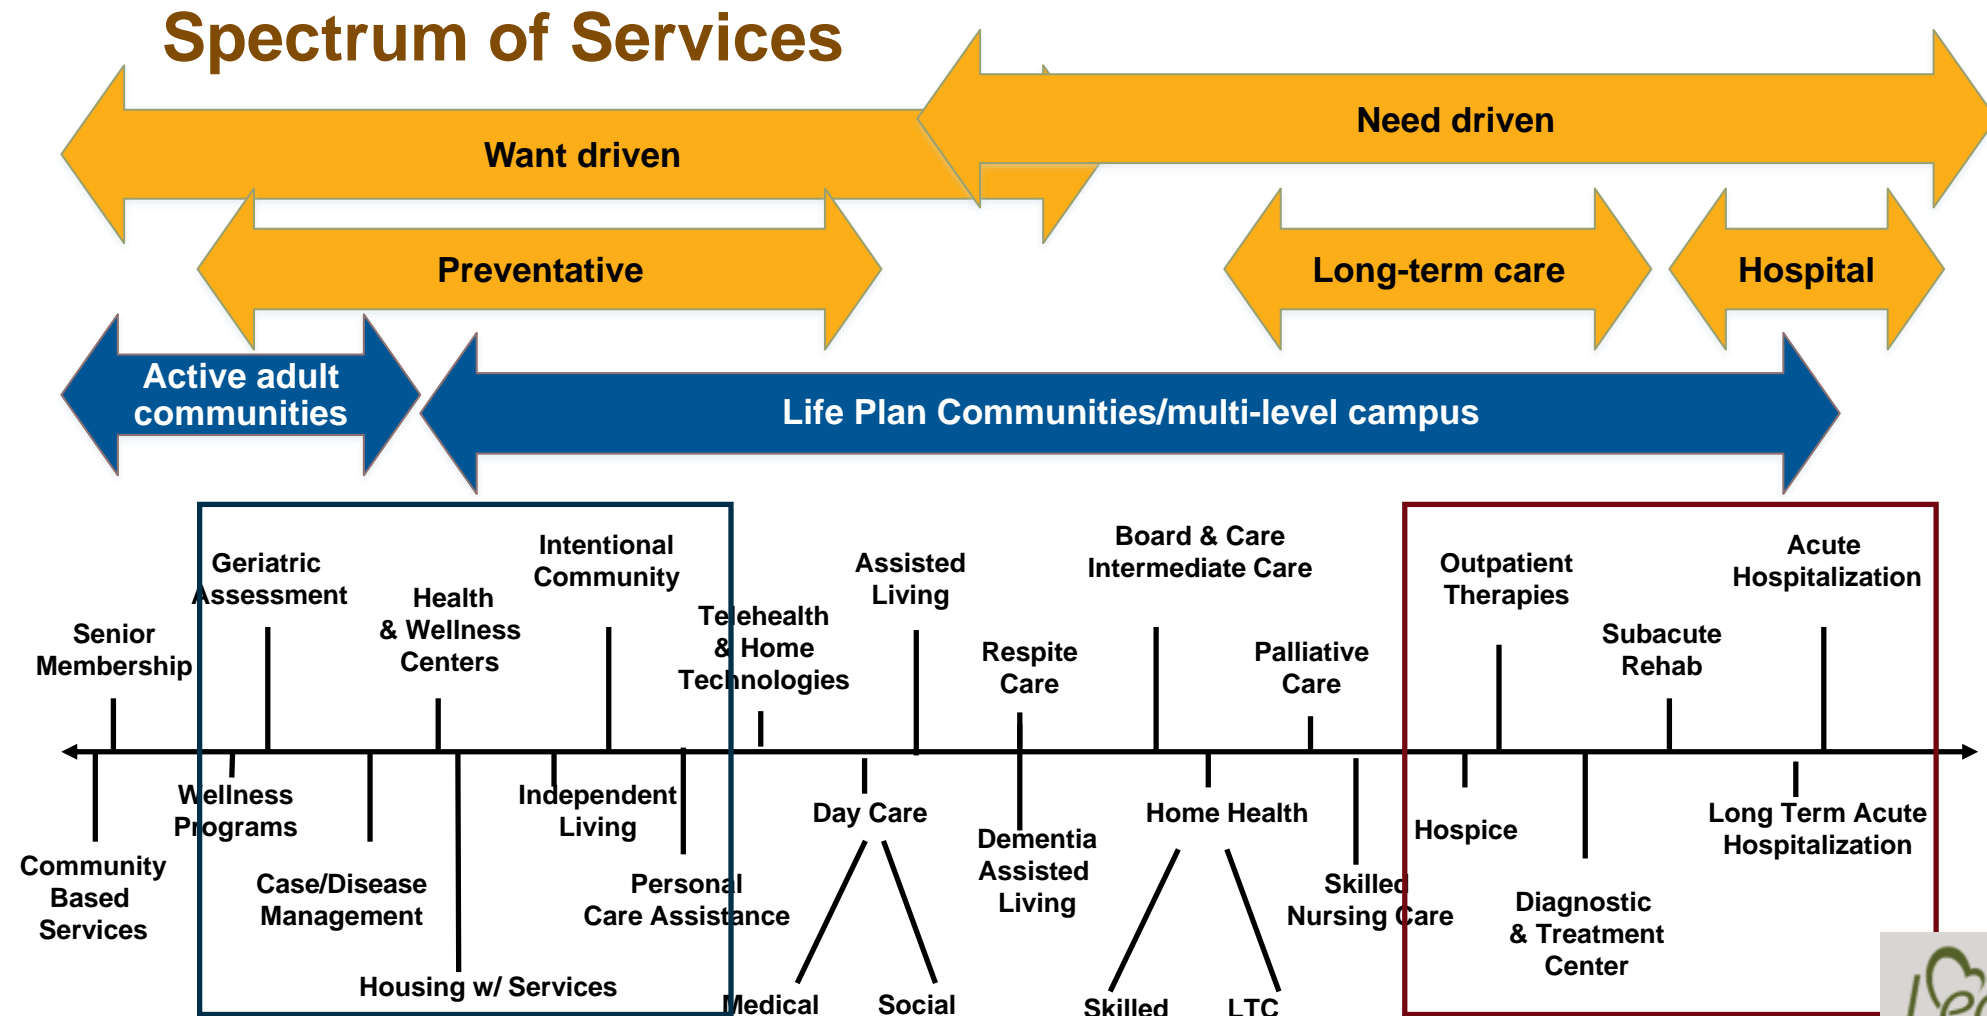 Spectrum of Services
Need driven
Want driven
Preventative
Long-term care
Hospital
Active adult
communities
Life Plan Communities/multi-level campus
Senior
Membership
Geriatric
Assessment
Health
& Wellness
Centers
Intentional
Community
Telehealth
& Home
Technologies
Assisted
Living
Respite
Care
Board & Care
Intermediate Care
Palliative
Care
Outpatient
Therapies
Subacute
Rehab
Acute
Hospitalization
Community
Based
Services
Wellness
Programs
Case/Disease
Management
Housing w/ Services
Independent
Living
Personal
Care Assistance
Day Care
Medical
Social
Dementia
Assisted
Living
Home Health
Skilled
LTC
Skilled
Nursing Care
Hospice
Diagnostic
& Treatment
Center
Long Term Acute
Hospitalization